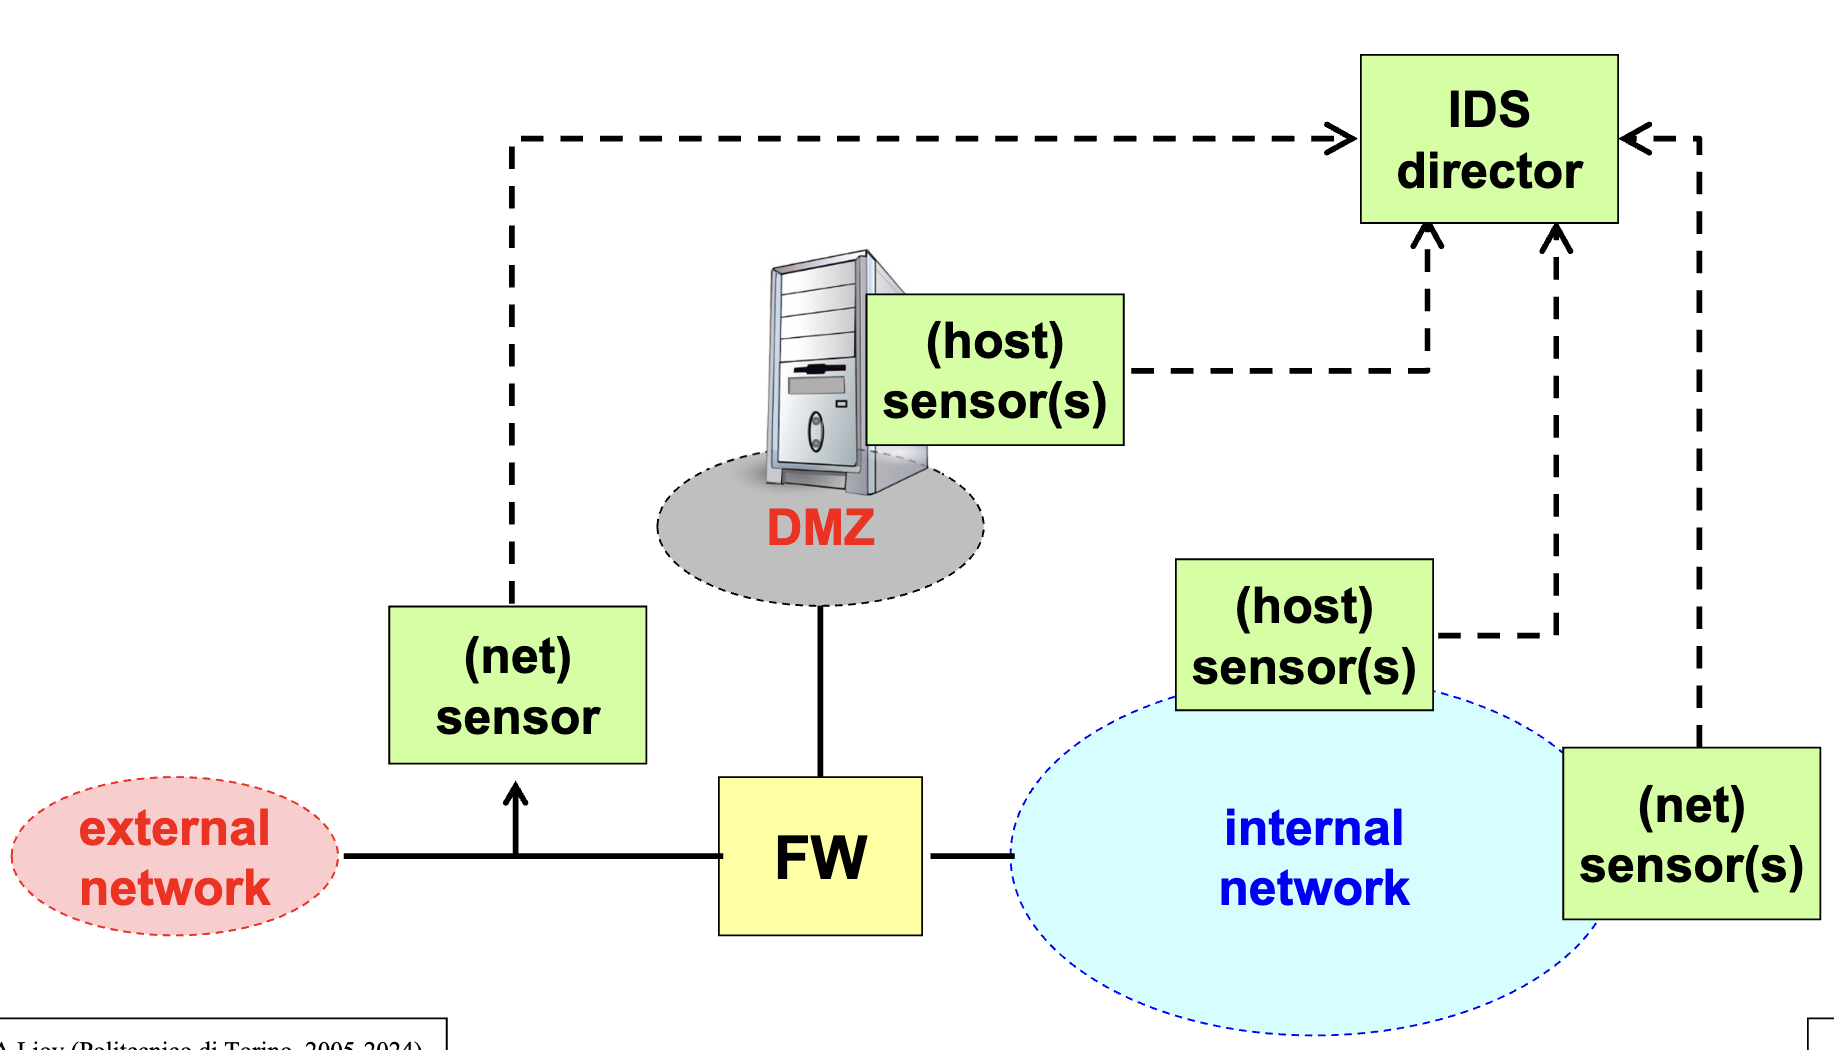 IDS
director
(host)
sensor(s)
DMZ
(host)
sensor(s)
(net)
sensor
(net)
sensor(s)
external
network
FW
internal
network
A.Lioy (Politecnico di Torino, 2005-2024)